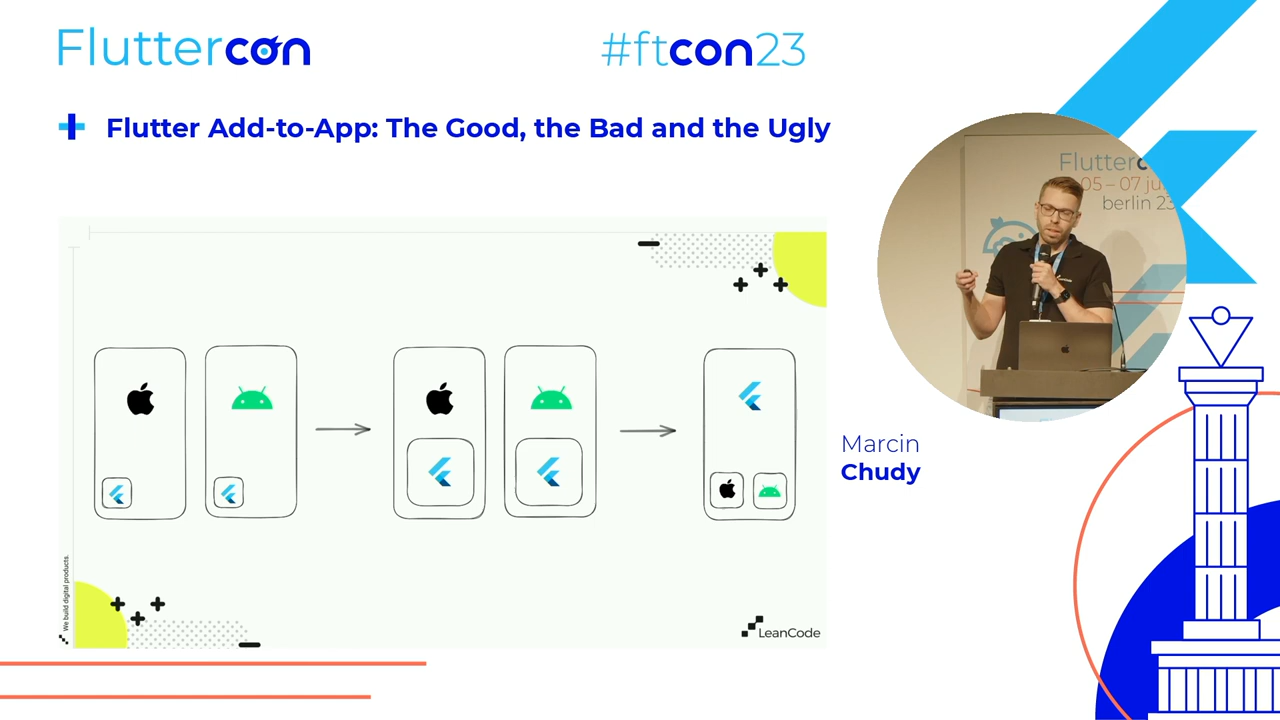 Fluttercon
#ftcon23
Flutter Add-to-App: The Good, the Bad and the Ugly
Flutterc
05 – 07 ju
berlin 23
Marcin
Chudy
We build digital products.
LeanCode